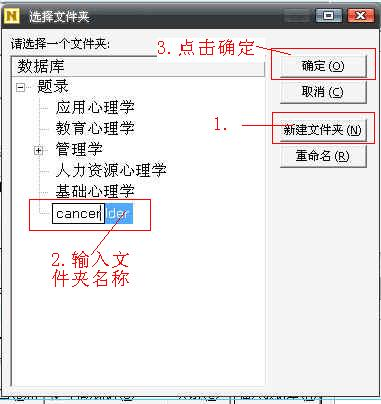 选择文件夹
请选择一个文件夹:
3.点击确定
数据库
确定(O)
题录
取消(C)
应用心理学
1.
教育心理学
新建文件夹(N)
管理学
重命名(R)
人力资源心理学
基础心理学
cancer
lder
2.输入文
件夹名称